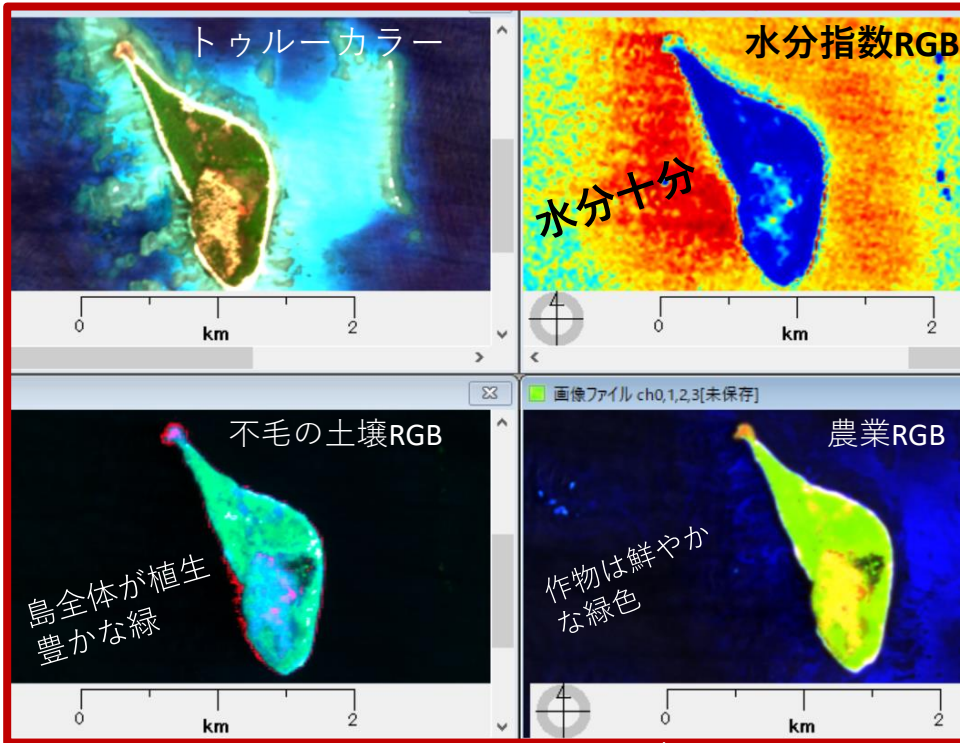 トゥルーカラー
水分指数RGB
水分十分
0
km
2
0
km
2
画像ファイル ch0,1,2,3[未保存]
不毛の土壌RGB
農業RGB
島全体が植生
豊かな緑
作物は鮮やか
な緑色
0
km
2
0
km
2